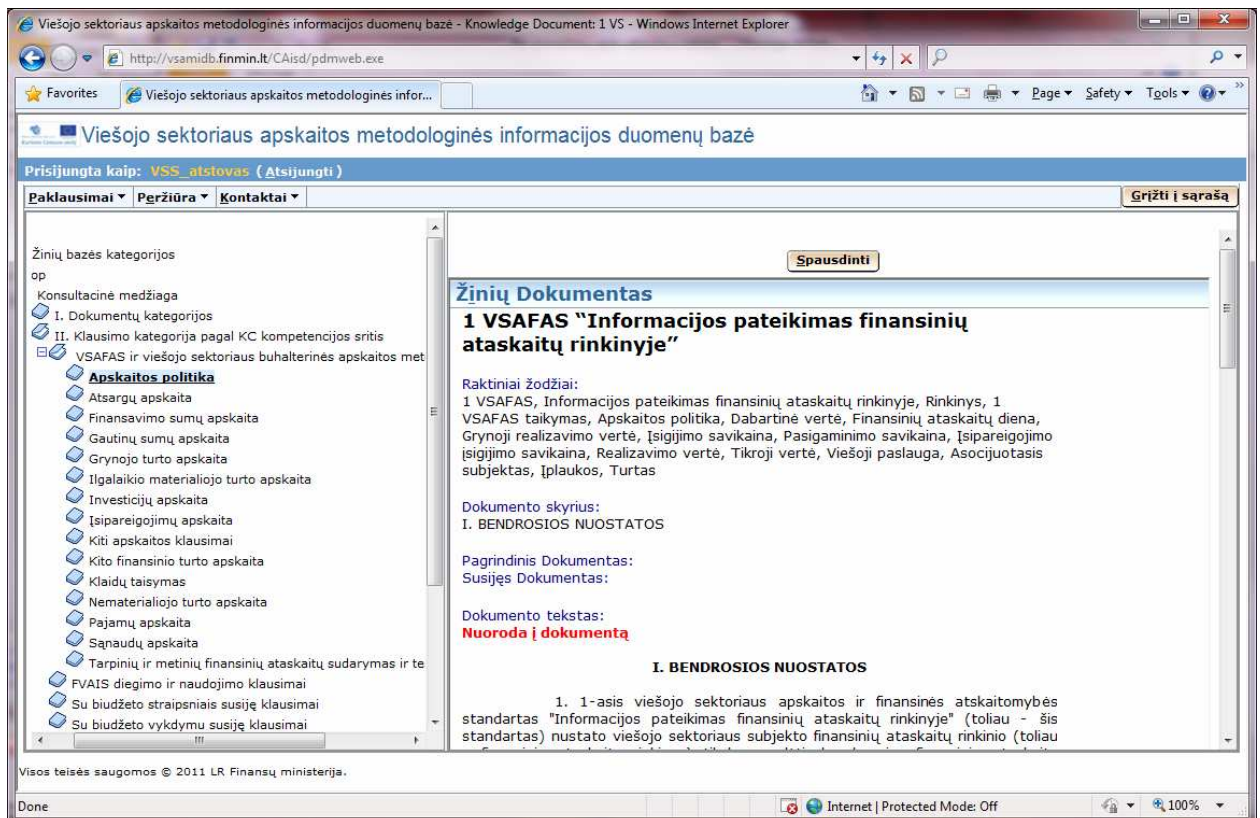 Viešojo sektoriaus apskaitos metodologinės informacijos duomenų bazė - Knowledge Document: 1 VS - Windows Internet Explorer
http://vsamidb.finmin.lt/CAisd/pdmweb.exe
Favorites
Viešojo sektoriaus apskaitos metodologinės infor...
Page Safety Tools
Viešojo sektoriaus apskaitos metodologinės informacijos duomenų bazė
Prisijungta kaip: VSS_atstovas ( Atsijungti )
Paklausimai Peržiūra Kontaktai
Grįžti į sąrašą
Žinių bazės kategorijos
op
Konsultacinė medžiaga
I. Dokumentų kategorijos
II. Klausimo kategorija pagal KC kompetencijos sritis
VSAFAS ir viešojo sektoriaus buhalterinės apskaitos met
Apskaitos politika
Atsargų apskaita
Finansavimo sumų apskaita
Gautinų sumų apskaita
Grynojo turto apskaita
Ilgalaikio materialiojo turto apskaita
Investicijų apskaita
Įsipareigojimų apskaita
Kiti apskaitos klausimai
Kito finansinio turto apskaita
Klaidų taisymas
Nematerialiojo turto apskaita
Pajamų apskaita
Sąnaudų apskaita
Tarpinių ir metinių finansinių ataskaitų sudarymas ir te
FVAIS diegimo ir naudojimo klausimai
Su biudžeto straipsniais susiję klausimai
Su biudžeto vykdymu susiję klausimai
Spausdinti
Žinių Dokumentas
1 VSAFAS “Informacijos pateikimas finansinių
ataskaitų rinkinyje”
Raktiniai žodžiai:
1 VSAFAS, Informacijos pateikimas finansinių ataskaitų rinkinyje, Rinkinys, 1
VSAFAS taikymas, Apskaitos politika, Dabartinė vertė, Finansinių ataskaitų diena,
Grynoji realizavimo vertė, Įsigijimo savikaina, Pasigaminimo savikaina, Įsipareigojimo
įsigijimo savikaina, Realizavimo vertė, Tikroji vertė, Viešoji paslauga, Asocijuotasis
subjektas, Įplaukos, Turtas
Dokumento skyrius:
I. BENDROSIOS NUOSTATOS
Pagrindinis Dokumentas:
Susijęs Dokumentas:
Dokumento tekstas:
Nuoroda į dokumentą
I. BENDROSIOS NUOSTATOS
1. 1-asis viešojo sektoriaus apskaitos ir finansinės atskaitomybės
standartas "Informacijos pateikimas finansinių ataskaitų rinkinyje" (toliau - šis
standartas) nustato viešojo sektoriaus subjekto finansinių ataskaitų rinkinio (toliau
Visos teisės saugomos © 2011 LR Finansų ministerija.
Done
Internet | Protected Mode: Off
100%